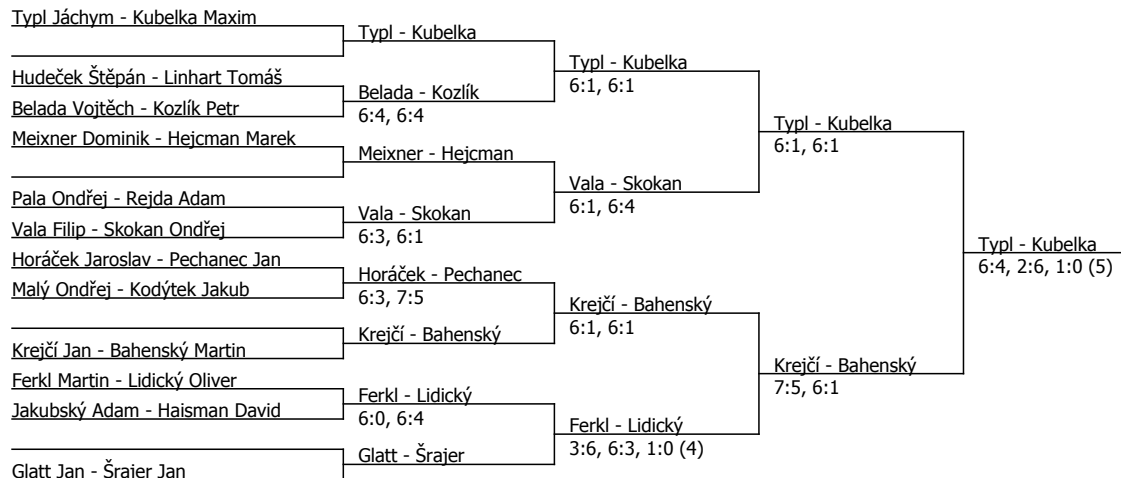 Typl Jáchym - Kubelka Maxim
Hudeček Štěpán - Linhart Tomáš
Belada Vojtěch - Kozlík Petr
Meixner Dominik - Hejcman Marek
Pala Ondřej - Rejda Adam
Vala Filip - Skokan Ondřej
Horáček Jaroslav - Pechanec Jan
Malý Ondřej - Kodýtek Jakub
Krejčí Jan - Bahenský Martin
Ferkl Martin - Lidický Oliver
Jakubský Adam - Haisman David
Glatt Jan - Šrajer Jan
Typl - Kubelka
Belada - Kozlík
6:4, 6:4
Meixner - Hejcman
Vala - Skokan
6:3, 6:1
Horáček - Pechanec
6:3, 7:5
Krejčí - Bahenský
Ferkl - Lidický
6:0, 6:4
Glatt - Šrajer
Typl - Kubelka
6:1, 6:1
Vala - Skokan
6:1, 6:4
Krejčí - Bahenský
6:1, 6:1
Ferkl - Lidický
3:6, 6:3, 1:0 (4)
Typl - Kubelka
6:1, 6:1
Krejčí - Bahenský
7:5, 6:1
Typl - Kubelka
6:4, 2:6, 1:0 (5)